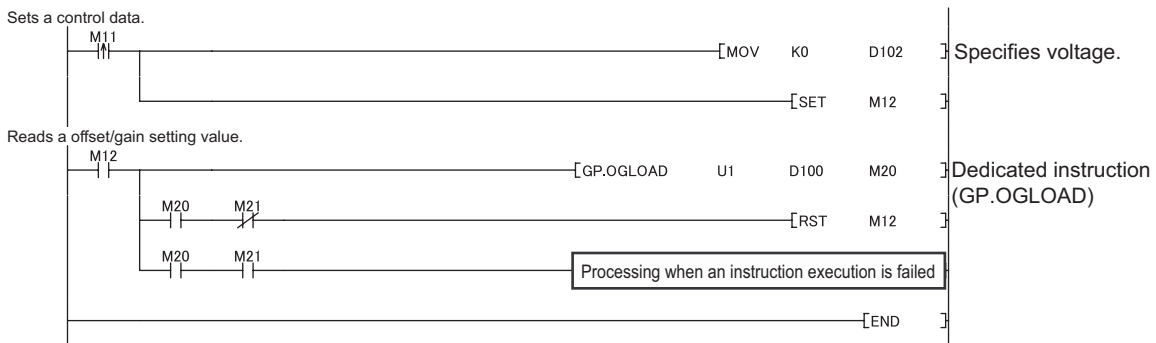 Sets a control data.
M11
[MOV K0 D102 ] Specifies voltage.
[SET M12 ]
Reads a offset/gain setting value.
M12
[GP.OGLOAD U1 D100 M20 ] Dedicated instruction
(GP.OGLOAD)
M20 M21
[RST M12 ]
M20 M21
Processing when an instruction execution is failed
[END ]